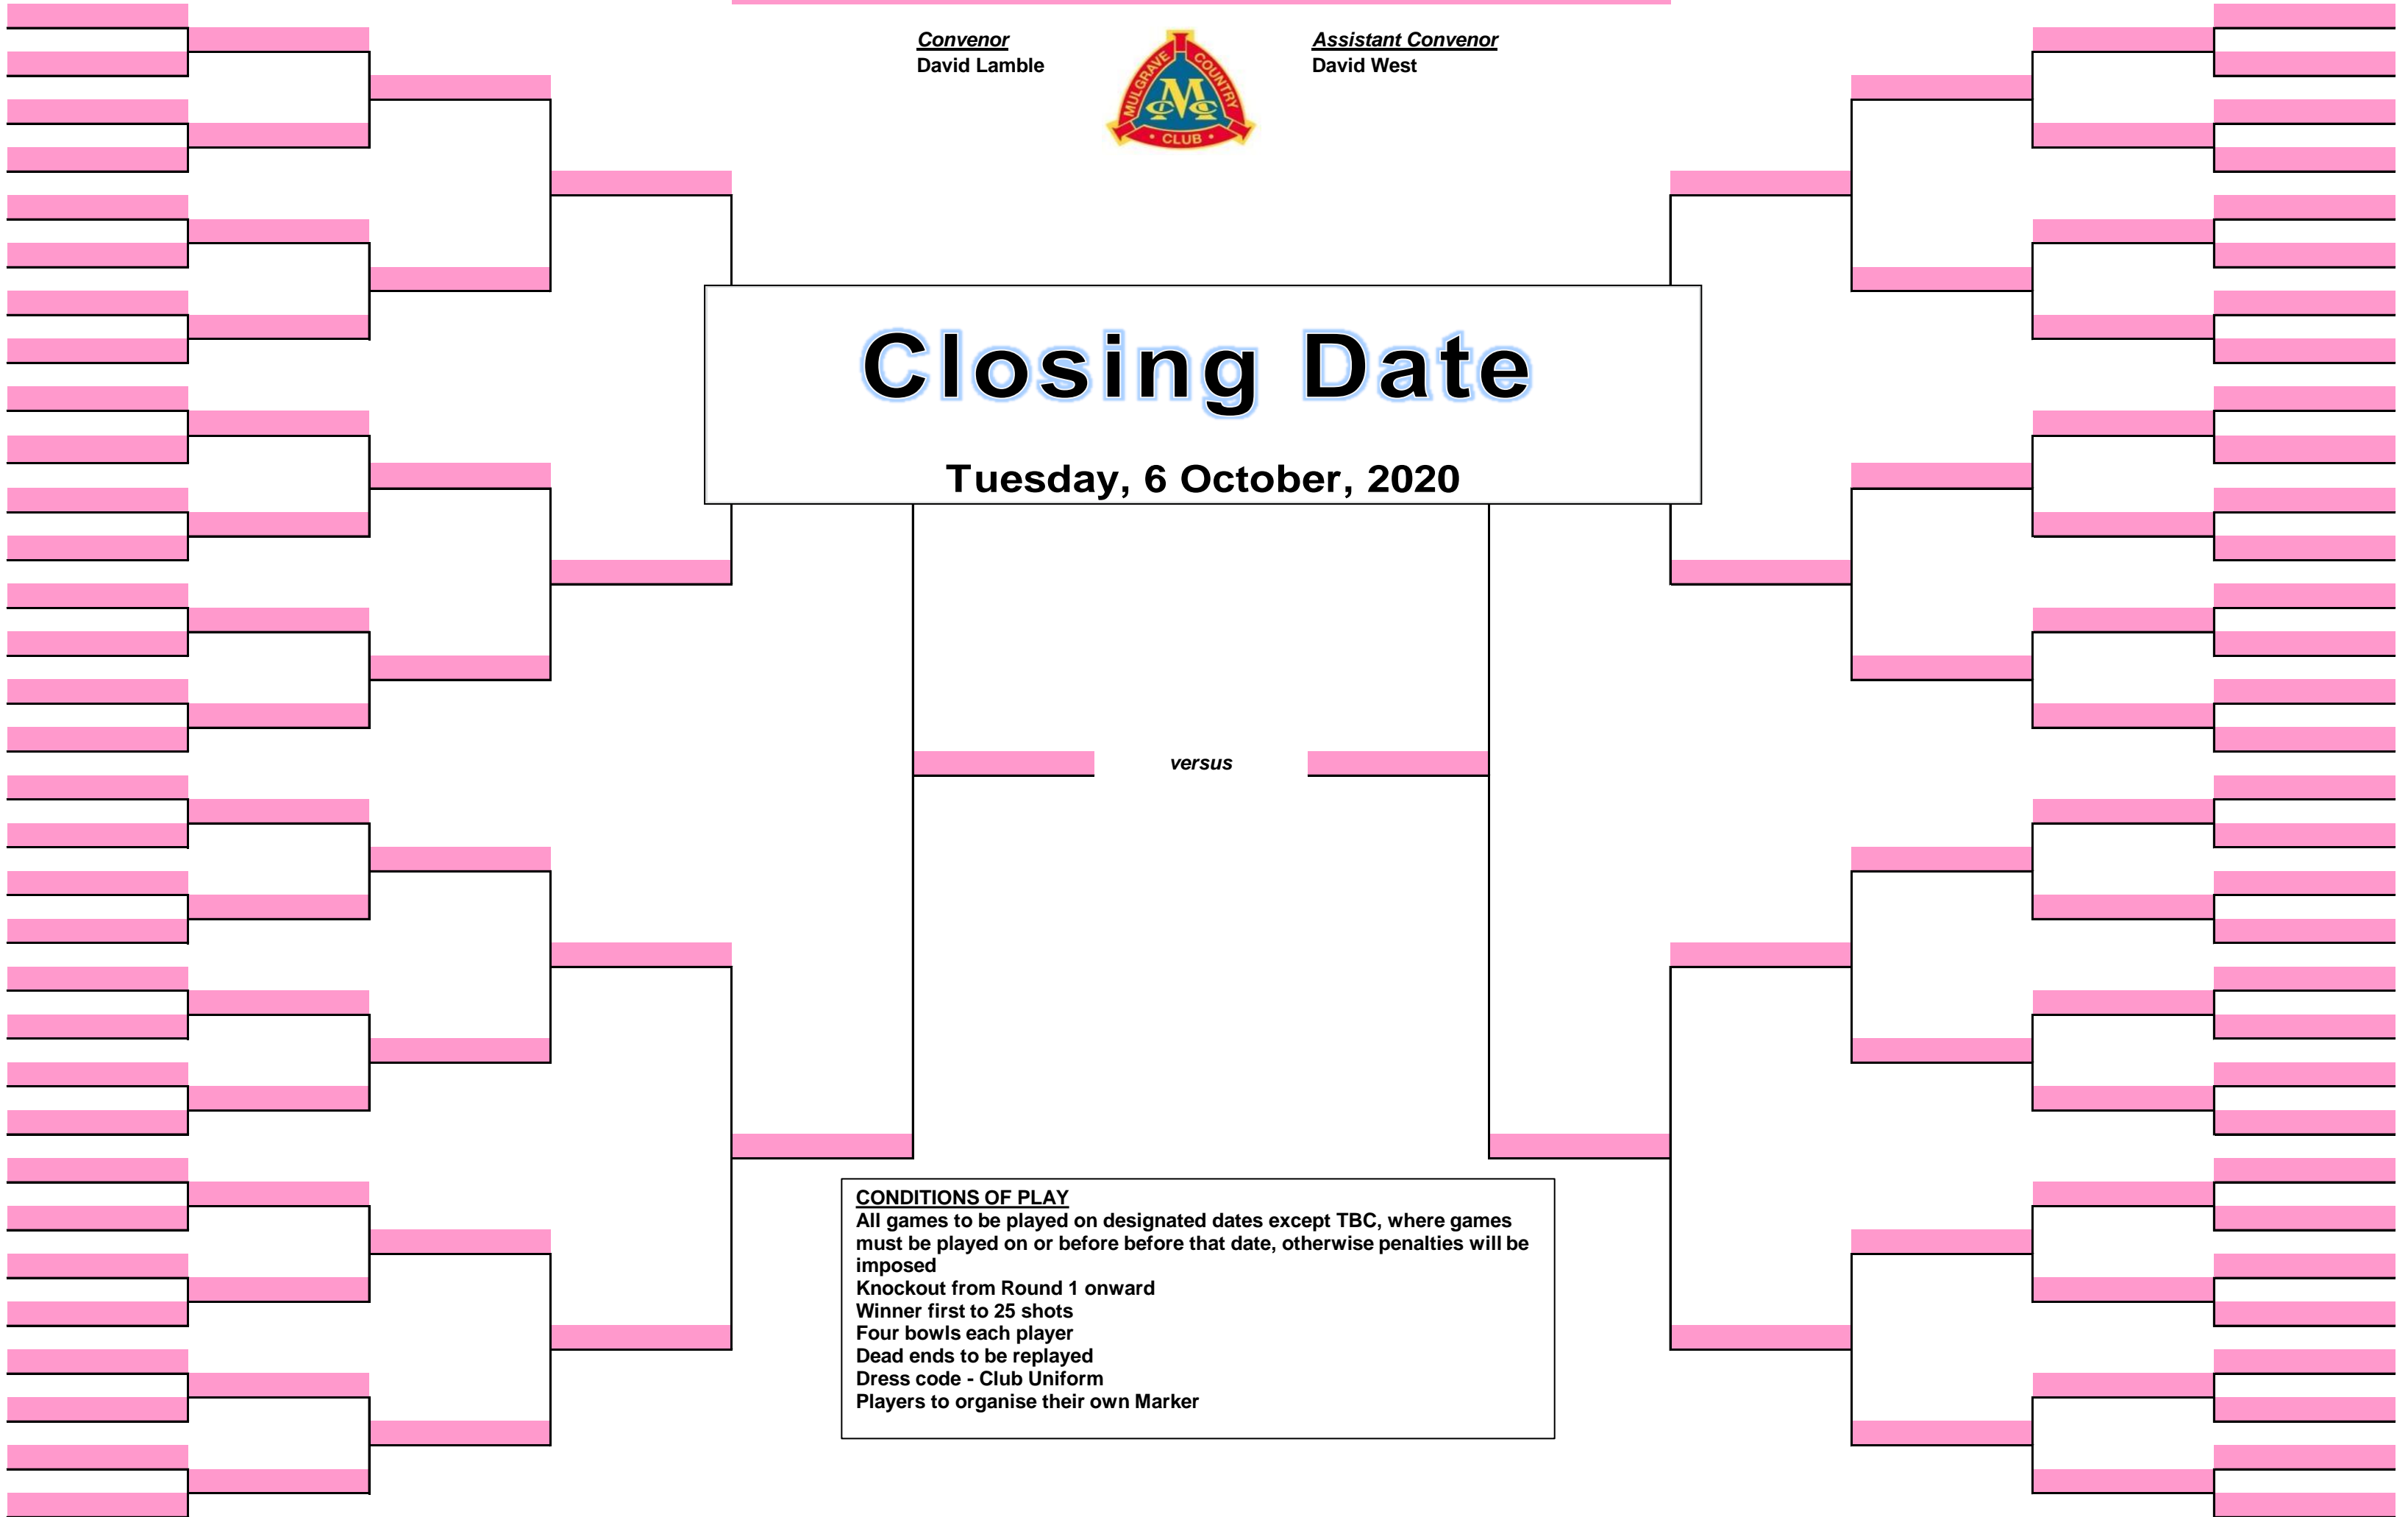 Convenor
David Lamble
MULGRAVE COUNTRY
CLUB
MCC
Assistant Convenor
David West
Closing Date
Tuesday, 6 October, 2020
versus
CONDITIONS OF PLAY
All games to be played on designated dates except TBC, where games
must be played on or before before that date, otherwise penalties will be
imposed
Knockout from Round 1 onward
Winner first to 25 shots
Four bowls each player
Dead ends to be replayed
Dress code - Club Uniform
Players to organise their own Marker